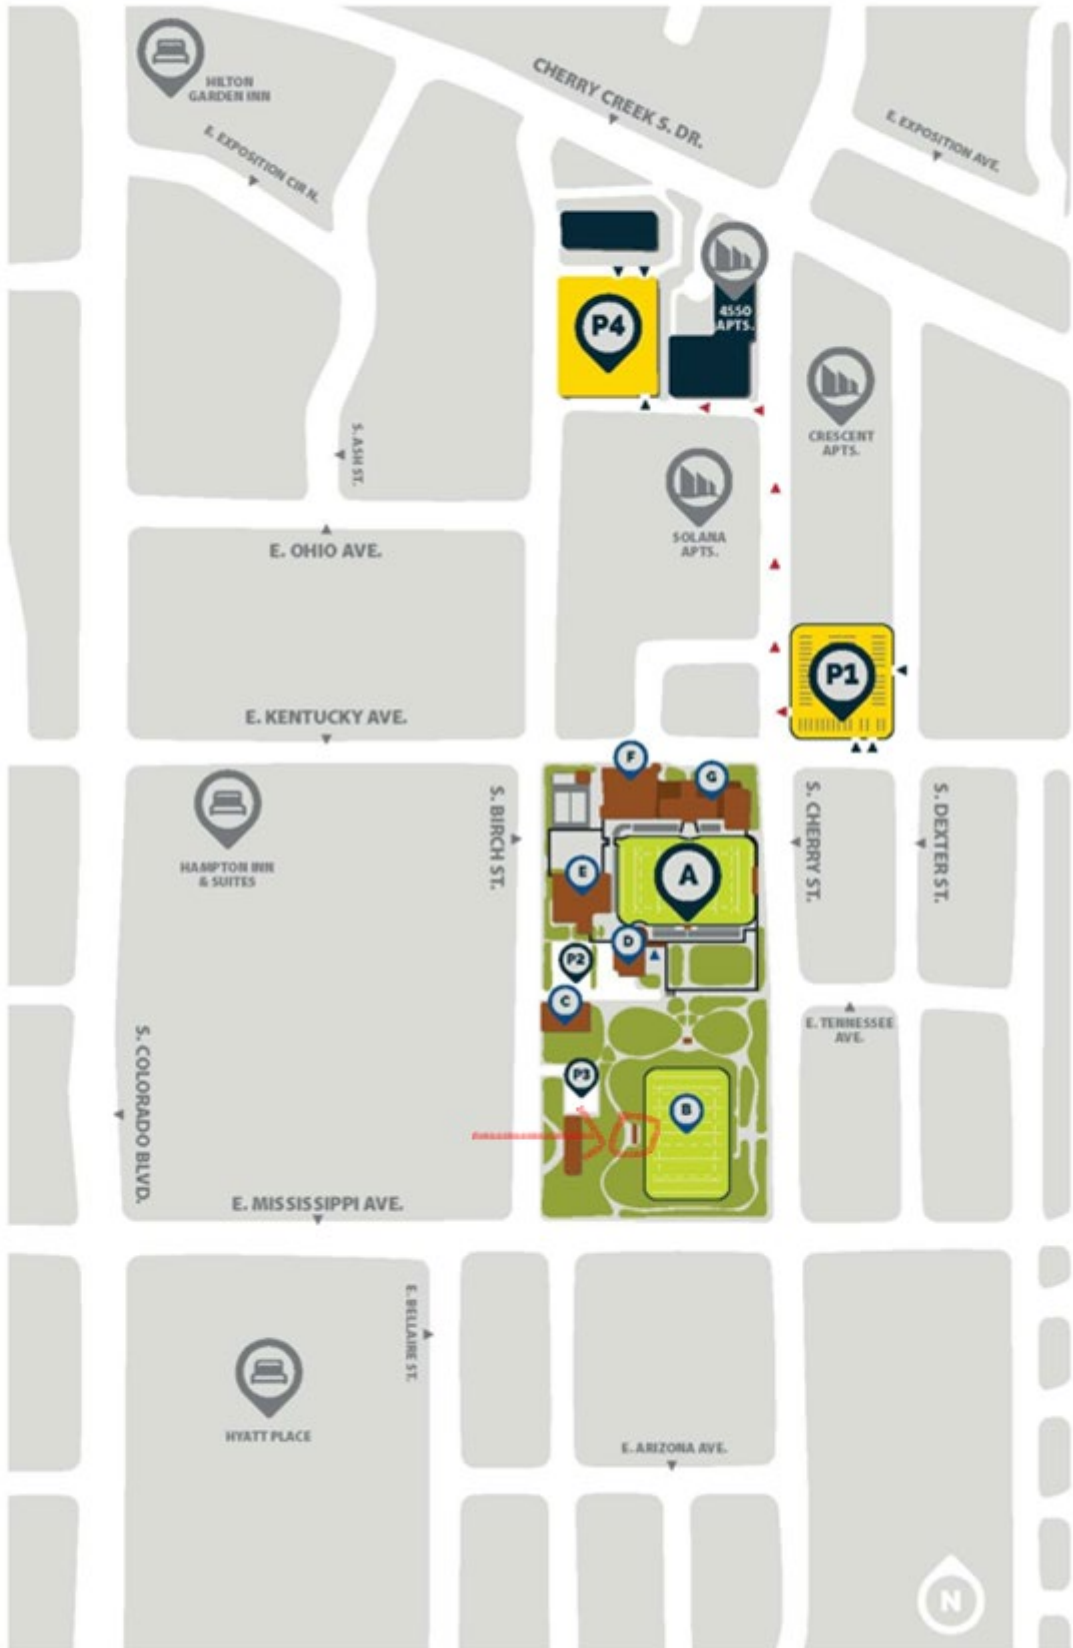 HILTON
GARDEN INN
E. EXPOSITION CIR N.
CHERRY CREEK S. DR.
E. EXPOSITION AVE.
P4
4550
APTS.
CRESCENT
APTS.
S. ASH ST.
SOLANA
APTS.
E. OHIO AVE.
P1
E. KENTUCKY AVE.
F
G
HAMPTON INN
& SUITES
S. BIRCH ST.
E
A
S. CHERRY ST.
S. DEXTER ST.
D
P2
C
E. TENNESSEE
AVE.
S. COLORADO BLVD.
P3
B
E. MISSISSIPPI AVE.
E. BELLAIRE ST.
HYATT PLACE
E. ARIZONA AVE.
N